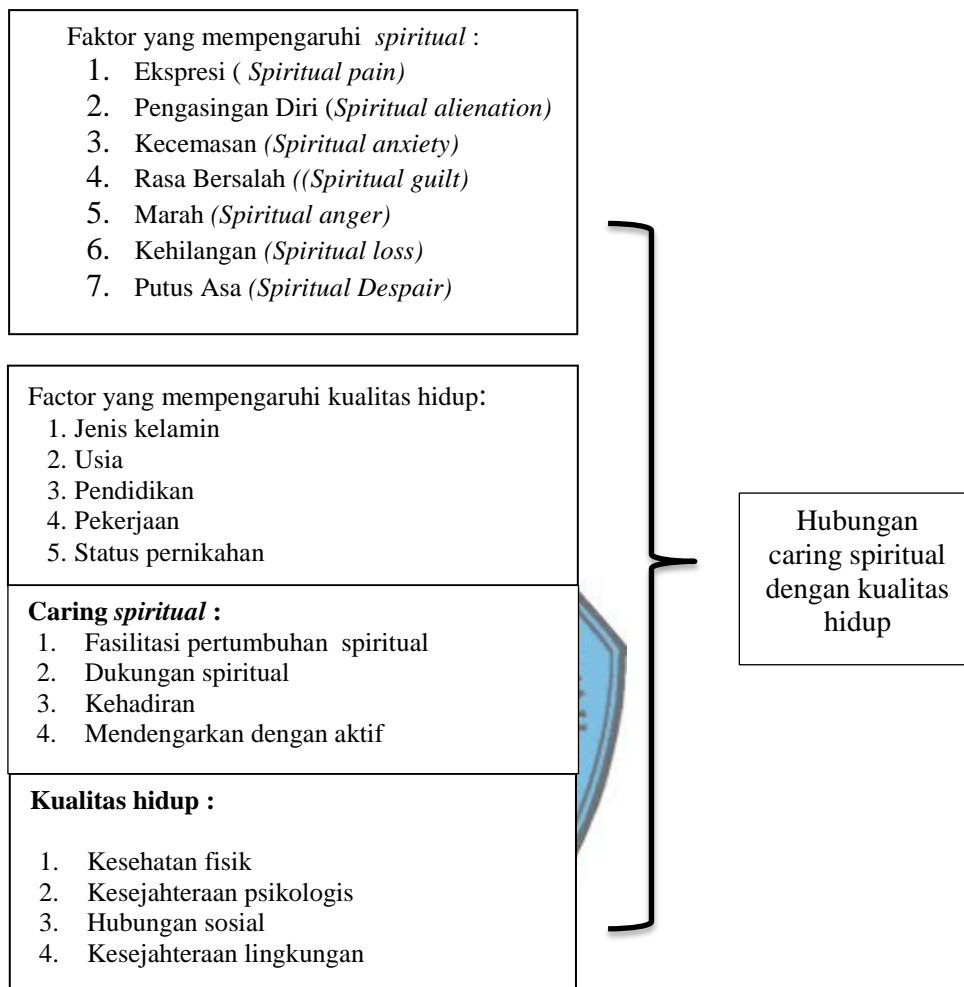 Faktor yang mempengaruhi spiritual :
1. Ekspresi ( Spiritual pain)
2. Pengasingan Diri (Spiritual alienation)
3. Kecemasan (Spiritual anxiety)
4. Rasa Bersalah ((Spiritual guilt)
5. Marah (Spiritual anger)
6. Kehilangan (Spiritual loss)
7. Putus Asa (Spiritual Despair)
Factor yang mempengaruhi kualitas hidup:
1. Jenis kelamin
2. Usia
3. Pendidikan
4. Pekerjaan
5. Status pernikahan
Caring spiritual :
1. Fasilitasi pertumbuhan spiritual
2. Dukungan spiritual
3. Kehadiran
4. Mendengarkan dengan aktif
Kualitas hidup :
1. Kesehatan fisik
2. Kesejahteraan psikologis
3. Hubungan sosial
4. Kesejahteraan lingkungan
Hubungan
caring spiritual
dengan kualitas
hidup